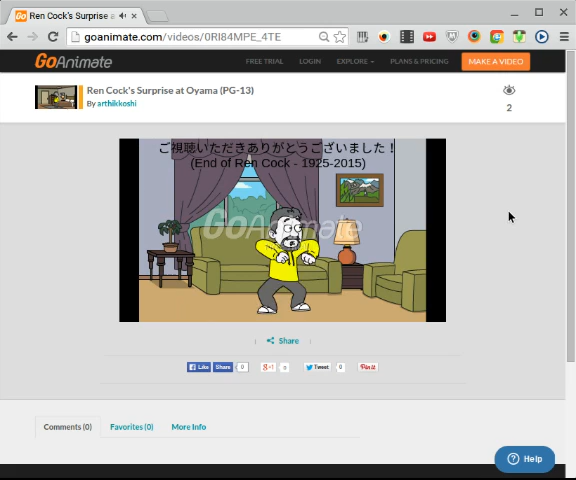 Ren Cock's Surprise a
goanimate.com/videos/0RI84MPE_4TE
GoAnimate
FREE TRIAL LOGIN EXPLORE PLANS & PRICING MAKE A VIDEO
Ren Cock's Surprise at Oyama (PG-13)
By arthikkoshi
2
ご視聴いただきありがとうございました！
(End of Ren Cock - 1925-2015)
GoAnimate
Share
Like Share 0 g+1 0 Tweet 0 Pin it
Comments (0) Favorites (0) More Info
Help